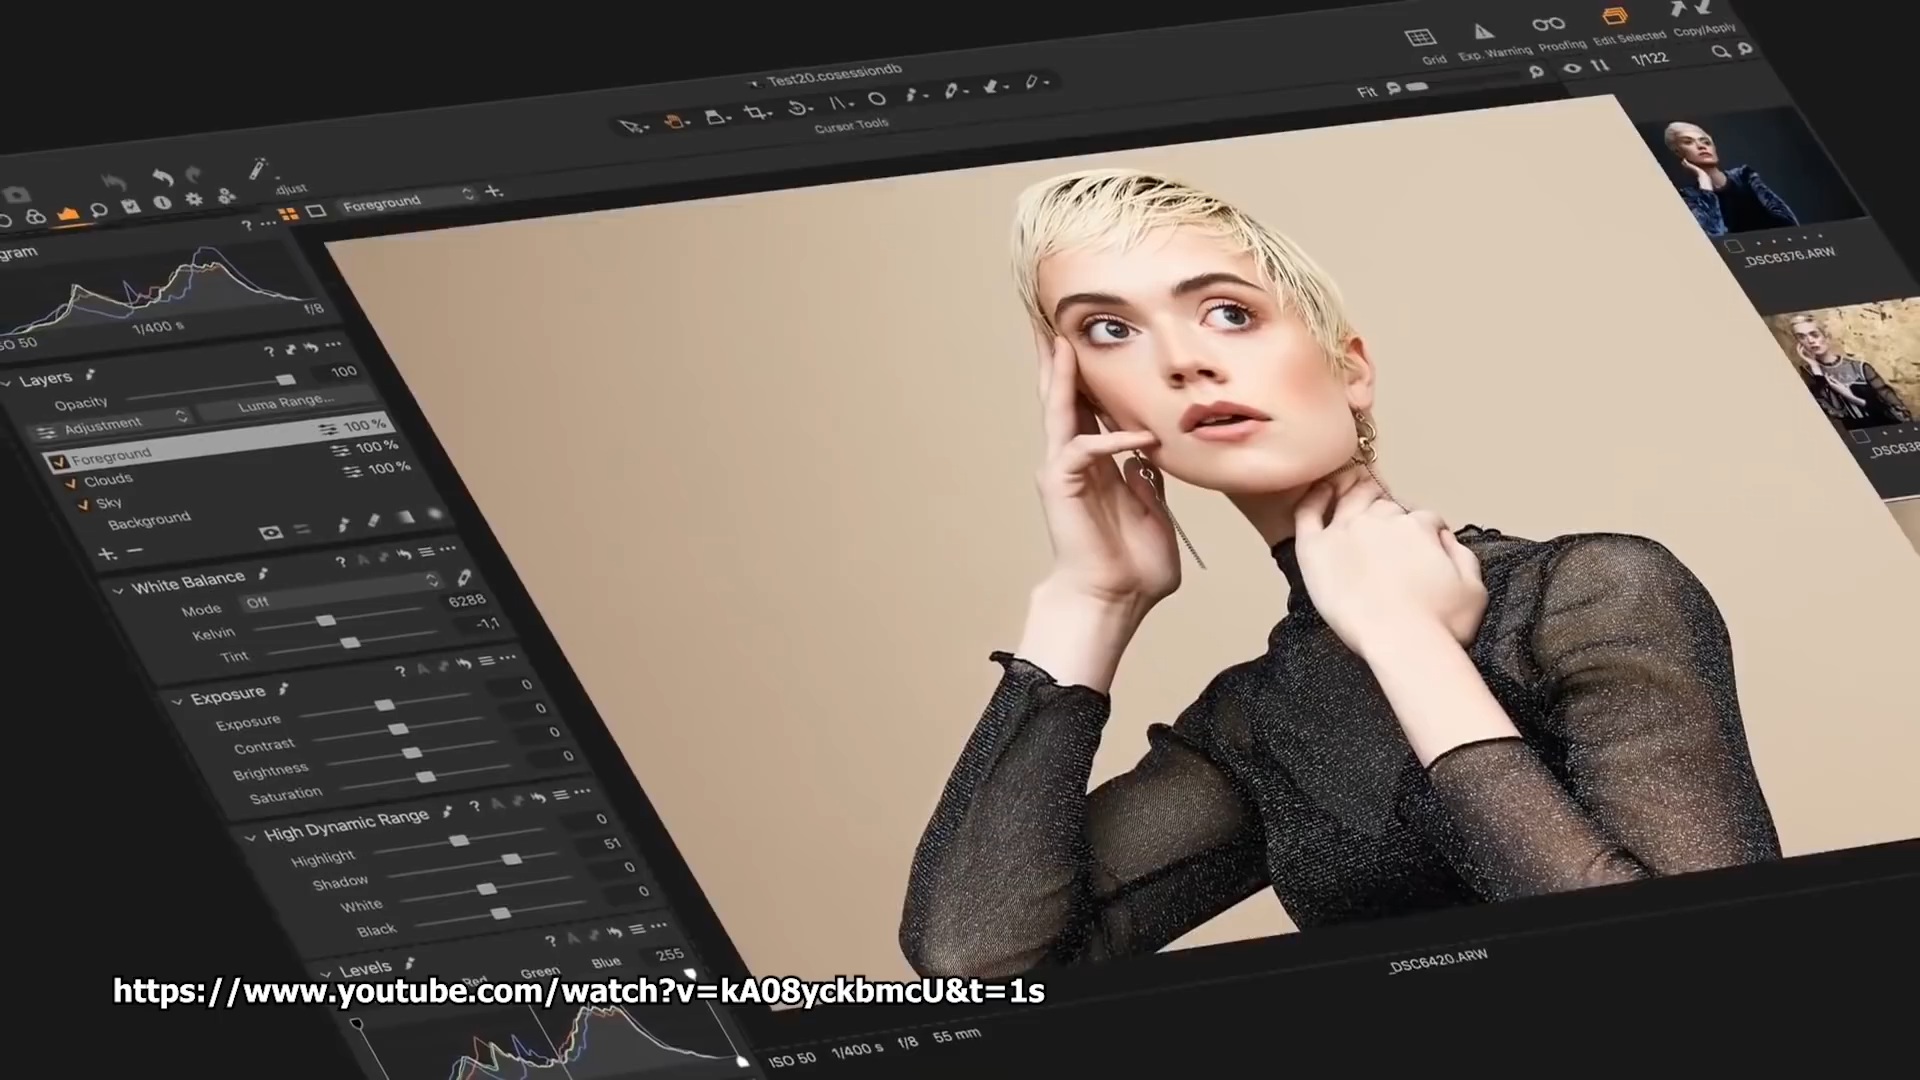 Test20.cosessiondb
Cursor Tools
Grid
Exp. Warning
Proofing
Edit Selected
Copy/Apply
Fit
1/122
Foreground
ISO 50
1/400 s
f/8
Layers
Opacity
100
Adjustment
Luma Range...
Foreground 100 %
Clouds 100 %
Sky 100 %
Background
White Balance
Mode Off
Kelvin 6288
Tint -1,1
Exposure
Exposure 0
Contrast 0
Brightness 0
Saturation 0
High Dynamic Range
Highlight 0
Shadow 51
White 0
Black 0
Levels
Red Green Blue 255
_DSC6376.ARW
_DSC6420.ARW
ISO 50 1/400 s f/8 55 mm
https://www.youtube.com/watch?v=kA08yckbmcU&t=1s